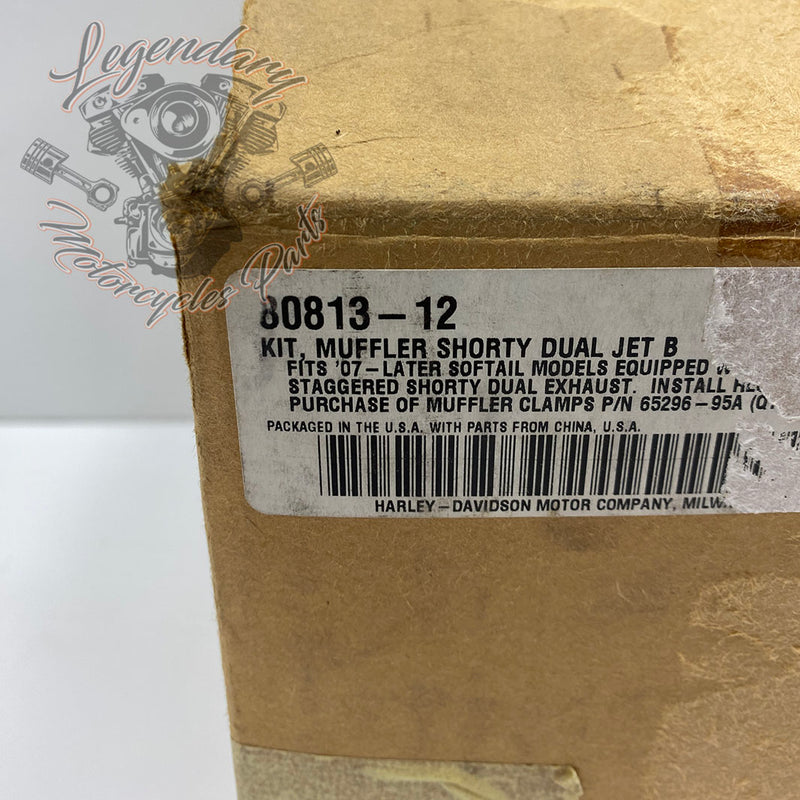 Legendary
Motorcycles Parts
80813-12
KIT, MUFFLER SHORTY DUAL JET B
FITS '07-LATER SOFTAIL MODELS EQUIPPED
STAGGERED SHORTY DUAL EXHAUST. INSTALL
PURCHASE OF MUFFLER CLAMPS P/N 65296-95A
PACKAGED IN THE U.S.A. WITH PARTS FROM CHINA, U.S.A.
HARLEY-DAVIDSON MOTOR COMPANY,